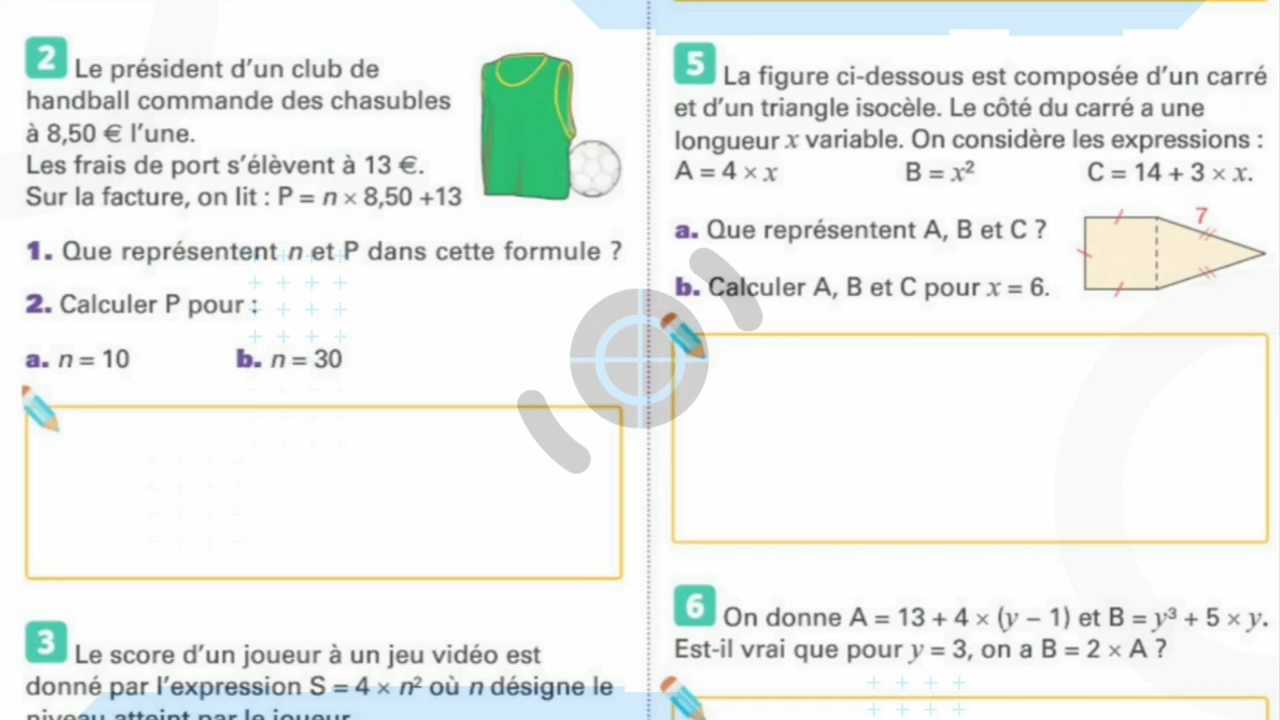 2 Le président d'un club de
handball commande des chasubles
à 8,50 € l'une.
Les frais de port s'élèvent à 13 €.
Sur la facture, on lit : P = n × 8,50 +13
1. Que représentent n et P dans cette formule ?
2. Calculer P pour :
a. n = 10 b. n = 30
3 Le score d'un joueur à un jeu vidéo est
donné par l'expression S = 4 × n² où n désigne le
niveau atteint par le joueur.
5 La figure ci-dessous est composée d'un carré
et d'un triangle isocèle. Le côté du carré a une
longueur x variable. On considère les expressions :
A = 4 × x B = x² C = 14 + 3 × x.
a. Que représentent A, B et C ?
7
b. Calculer A, B et C pour x = 6.
6 On donne A = 13 + 4 × (y − 1) et B = y³ + 5 × y.
Est-il vrai que pour y = 3, on a B = 2 × A ?